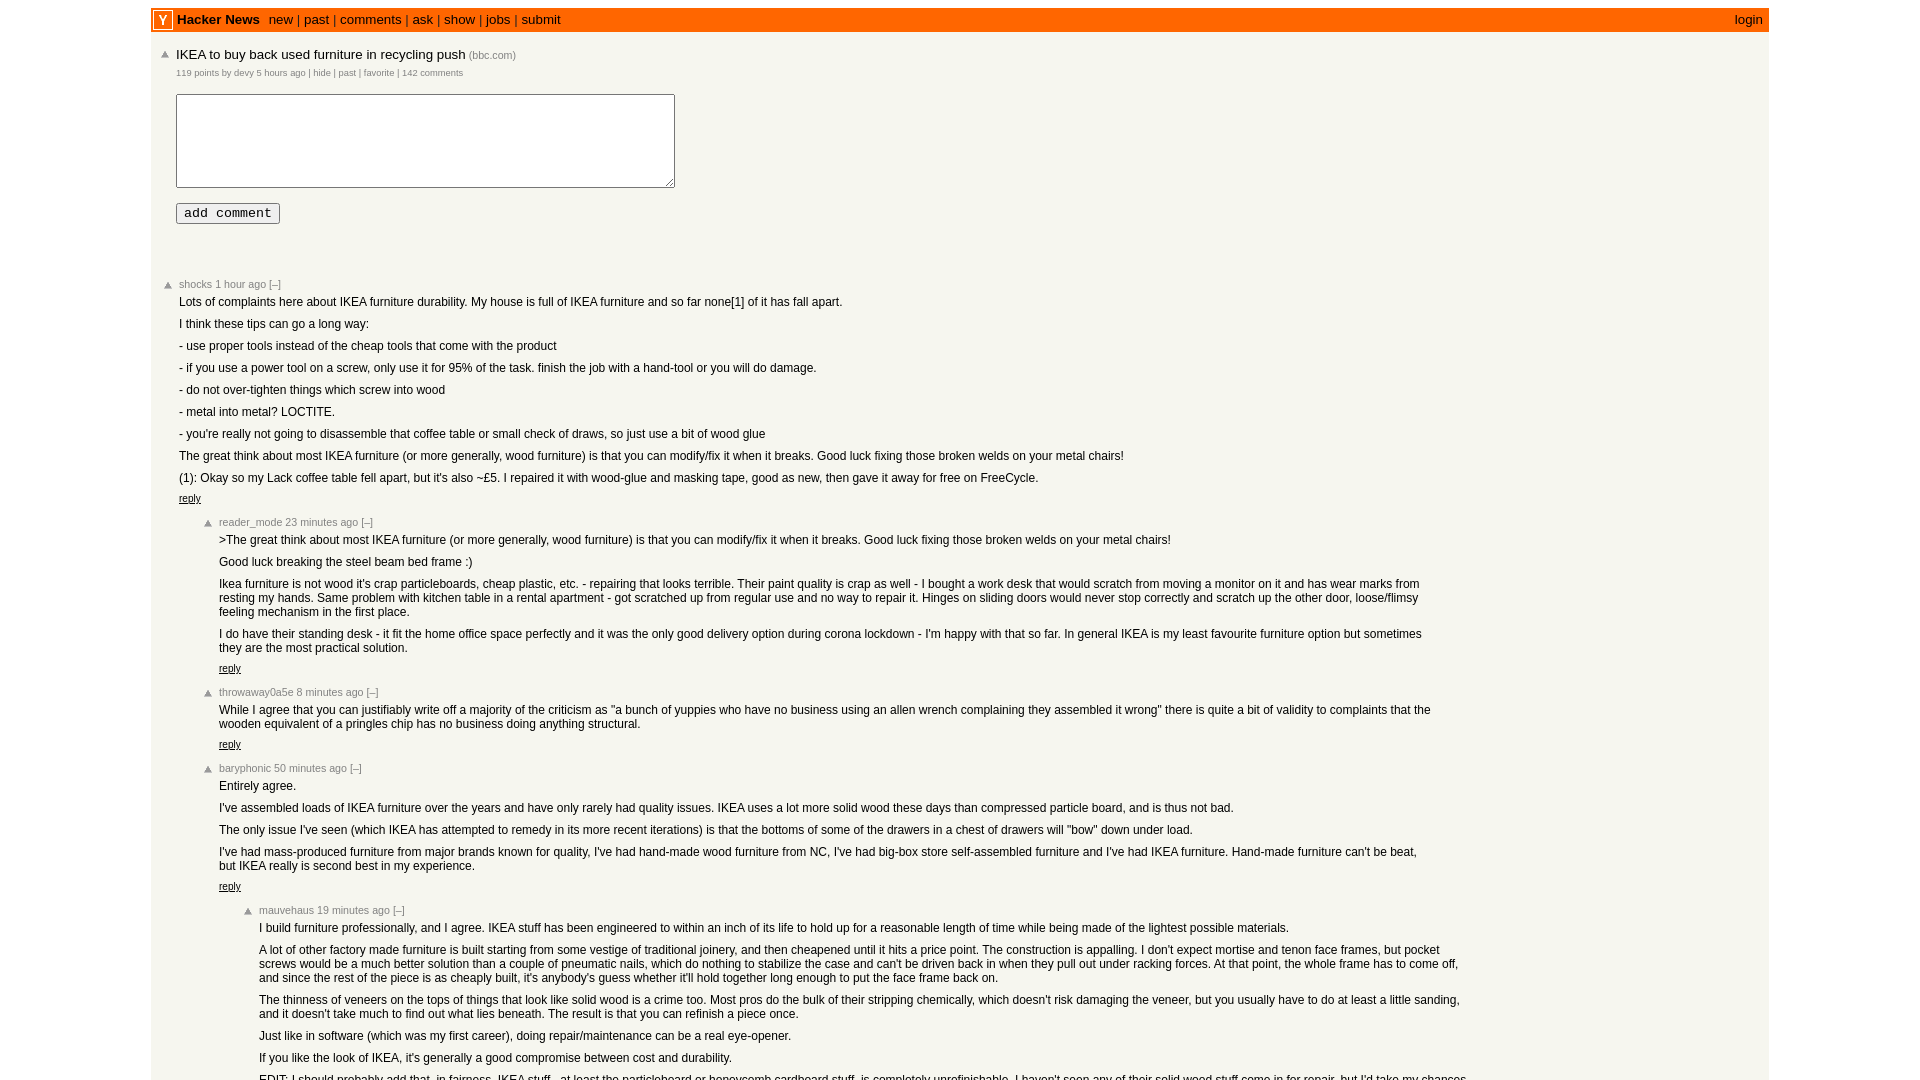 Y Hacker News new | past | comments | ask | show | jobs | submit login
IKEA to buy back used furniture in recycling push (bbc.com)
119 points by devy 5 hours ago | hide | past | favorite | 142 comments
add comment
shocks 1 hour ago [–]
Lots of complaints here about IKEA furniture durability. My house is full of IKEA furniture and so far none[1] of it has fall apart.
I think these tips can go a long way:
- use proper tools instead of the cheap tools that come with the product
- if you use a power tool on a screw, only use it for 95% of the task. finish the job with a hand-tool or you will do damage.
- do not over-tighten things which screw into wood
- metal into metal? LOCTITE.
- you're really not going to disassemble that coffee table or small check of draws, so just use a bit of wood glue
The great think about most IKEA furniture (or more generally, wood furniture) is that you can modify/fix it when it breaks. Good luck fixing those broken welds on your metal chairs!
(1): Okay so my Lack coffee table fell apart, but it's also ~£5. I repaired it with wood-glue and masking tape, good as new, then gave it away for free on FreeCycle.
reply
reader_mode 23 minutes ago [–]
>The great think about most IKEA furniture (or more generally, wood furniture) is that you can modify/fix it when it breaks. Good luck fixing those broken welds on your metal chairs!
Good luck breaking the steel beam bed frame :)
Ikea furniture is not wood it's crap particleboards, cheap plastic, etc. - repairing that looks terrible. Their paint quality is crap as well - I bought a work desk that would scratch from moving a monitor on it and has wear marks from
resting my hands. Same problem with kitchen table in a rental apartment - got scratched up from regular use and no way to repair it. Hinges on sliding doors would never stop correctly and scratch up the other door, loose/flimsy
feeling mechanism in the first place.
I do have their standing desk - it fit the home office space perfectly and it was the only good delivery option during corona lockdown - I'm happy with that so far. In general IKEA is my least favourite furniture option but sometimes
they are the most practical solution.
reply
throwaway0a5e 8 minutes ago [–]
While I agree that you can justifiably write off a majority of the criticism as "a bunch of yuppies who have no business using an allen wrench complaining they assembled it wrong" there is quite a bit of validity to complaints that the
wooden equivalent of a pringles chip has no business doing anything structural.
reply
baryphonic 50 minutes ago [–]
Entirely agree.
I've assembled loads of IKEA furniture over the years and have only rarely had quality issues. IKEA uses a lot more solid wood these days than compressed particle board, and is thus not bad.
The only issue I've seen (which IKEA has attempted to remedy in its more recent iterations) is that the bottoms of some of the drawers in a chest of drawers will "bow" down under load.
I've had mass-produced furniture from major brands known for quality, I've had hand-made wood furniture from NC, I've had big-box store self-assembled furniture and I've had IKEA furniture. Hand-made furniture can't be beat,
but IKEA really is second best in my experience.
reply
mauvehaus 19 minutes ago [–]
I build furniture professionally, and I agree. IKEA stuff has been engineered to within an inch of its life to hold up for a reasonable length of time while being made of the lightest possible materials.
A lot of other factory made furniture is built starting from some vestige of traditional joinery, and then cheapened until it hits a price point. The construction is appalling. I don't expect mortise and tenon face frames, but pocket
screws would be a much better solution than a couple of pneumatic nails, which do nothing to stabilize the case and can't be driven back in when they pull out under racking forces. At that point, the whole frame has to come off,
and since the rest of the piece is as cheaply built, it's anybody's guess whether it'll hold together long enough to put the face frame back on.
The thinness of veneers on the tops of things that look like solid wood is a crime too. Most pros do the bulk of their stripping chemically, which doesn't risk damaging the veneer, but you usually have to do at least a little sanding,
and it doesn't take much to find out what lies beneath. The result is that you can refinish a piece once.
Just like in software (which was my first career), doing repair/maintenance can be a real eye-opener.
If you like the look of IKEA, it's generally a good compromise between cost and durability.
EDIT: I should probably add that, in fairness, IKEA stuff - at least the particleboard or honeycomb cardboard stuff, is completely unrefinishable. I haven't seen any of their solid wood stuff come in for repair, but I'd take my chances